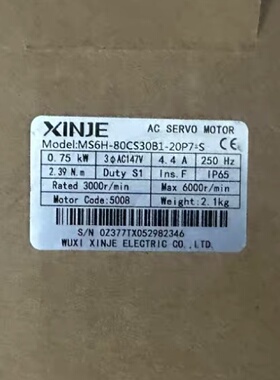 XINJE AC SERVO MOTOR
Model:MS6H-80CS30B1-20P7-S CE
0.75 kW 3ϕAC147V 4.4 A 250 Hz
2.39 N.m Duty S1 Ins.F IP65
Rated 3000r/min Max 6000r/min
Motor Code:5008 Weight:2.1kg
S/N 0Z377TX052982346
WUXI XINJE ELECTRIC CO.,LTD.